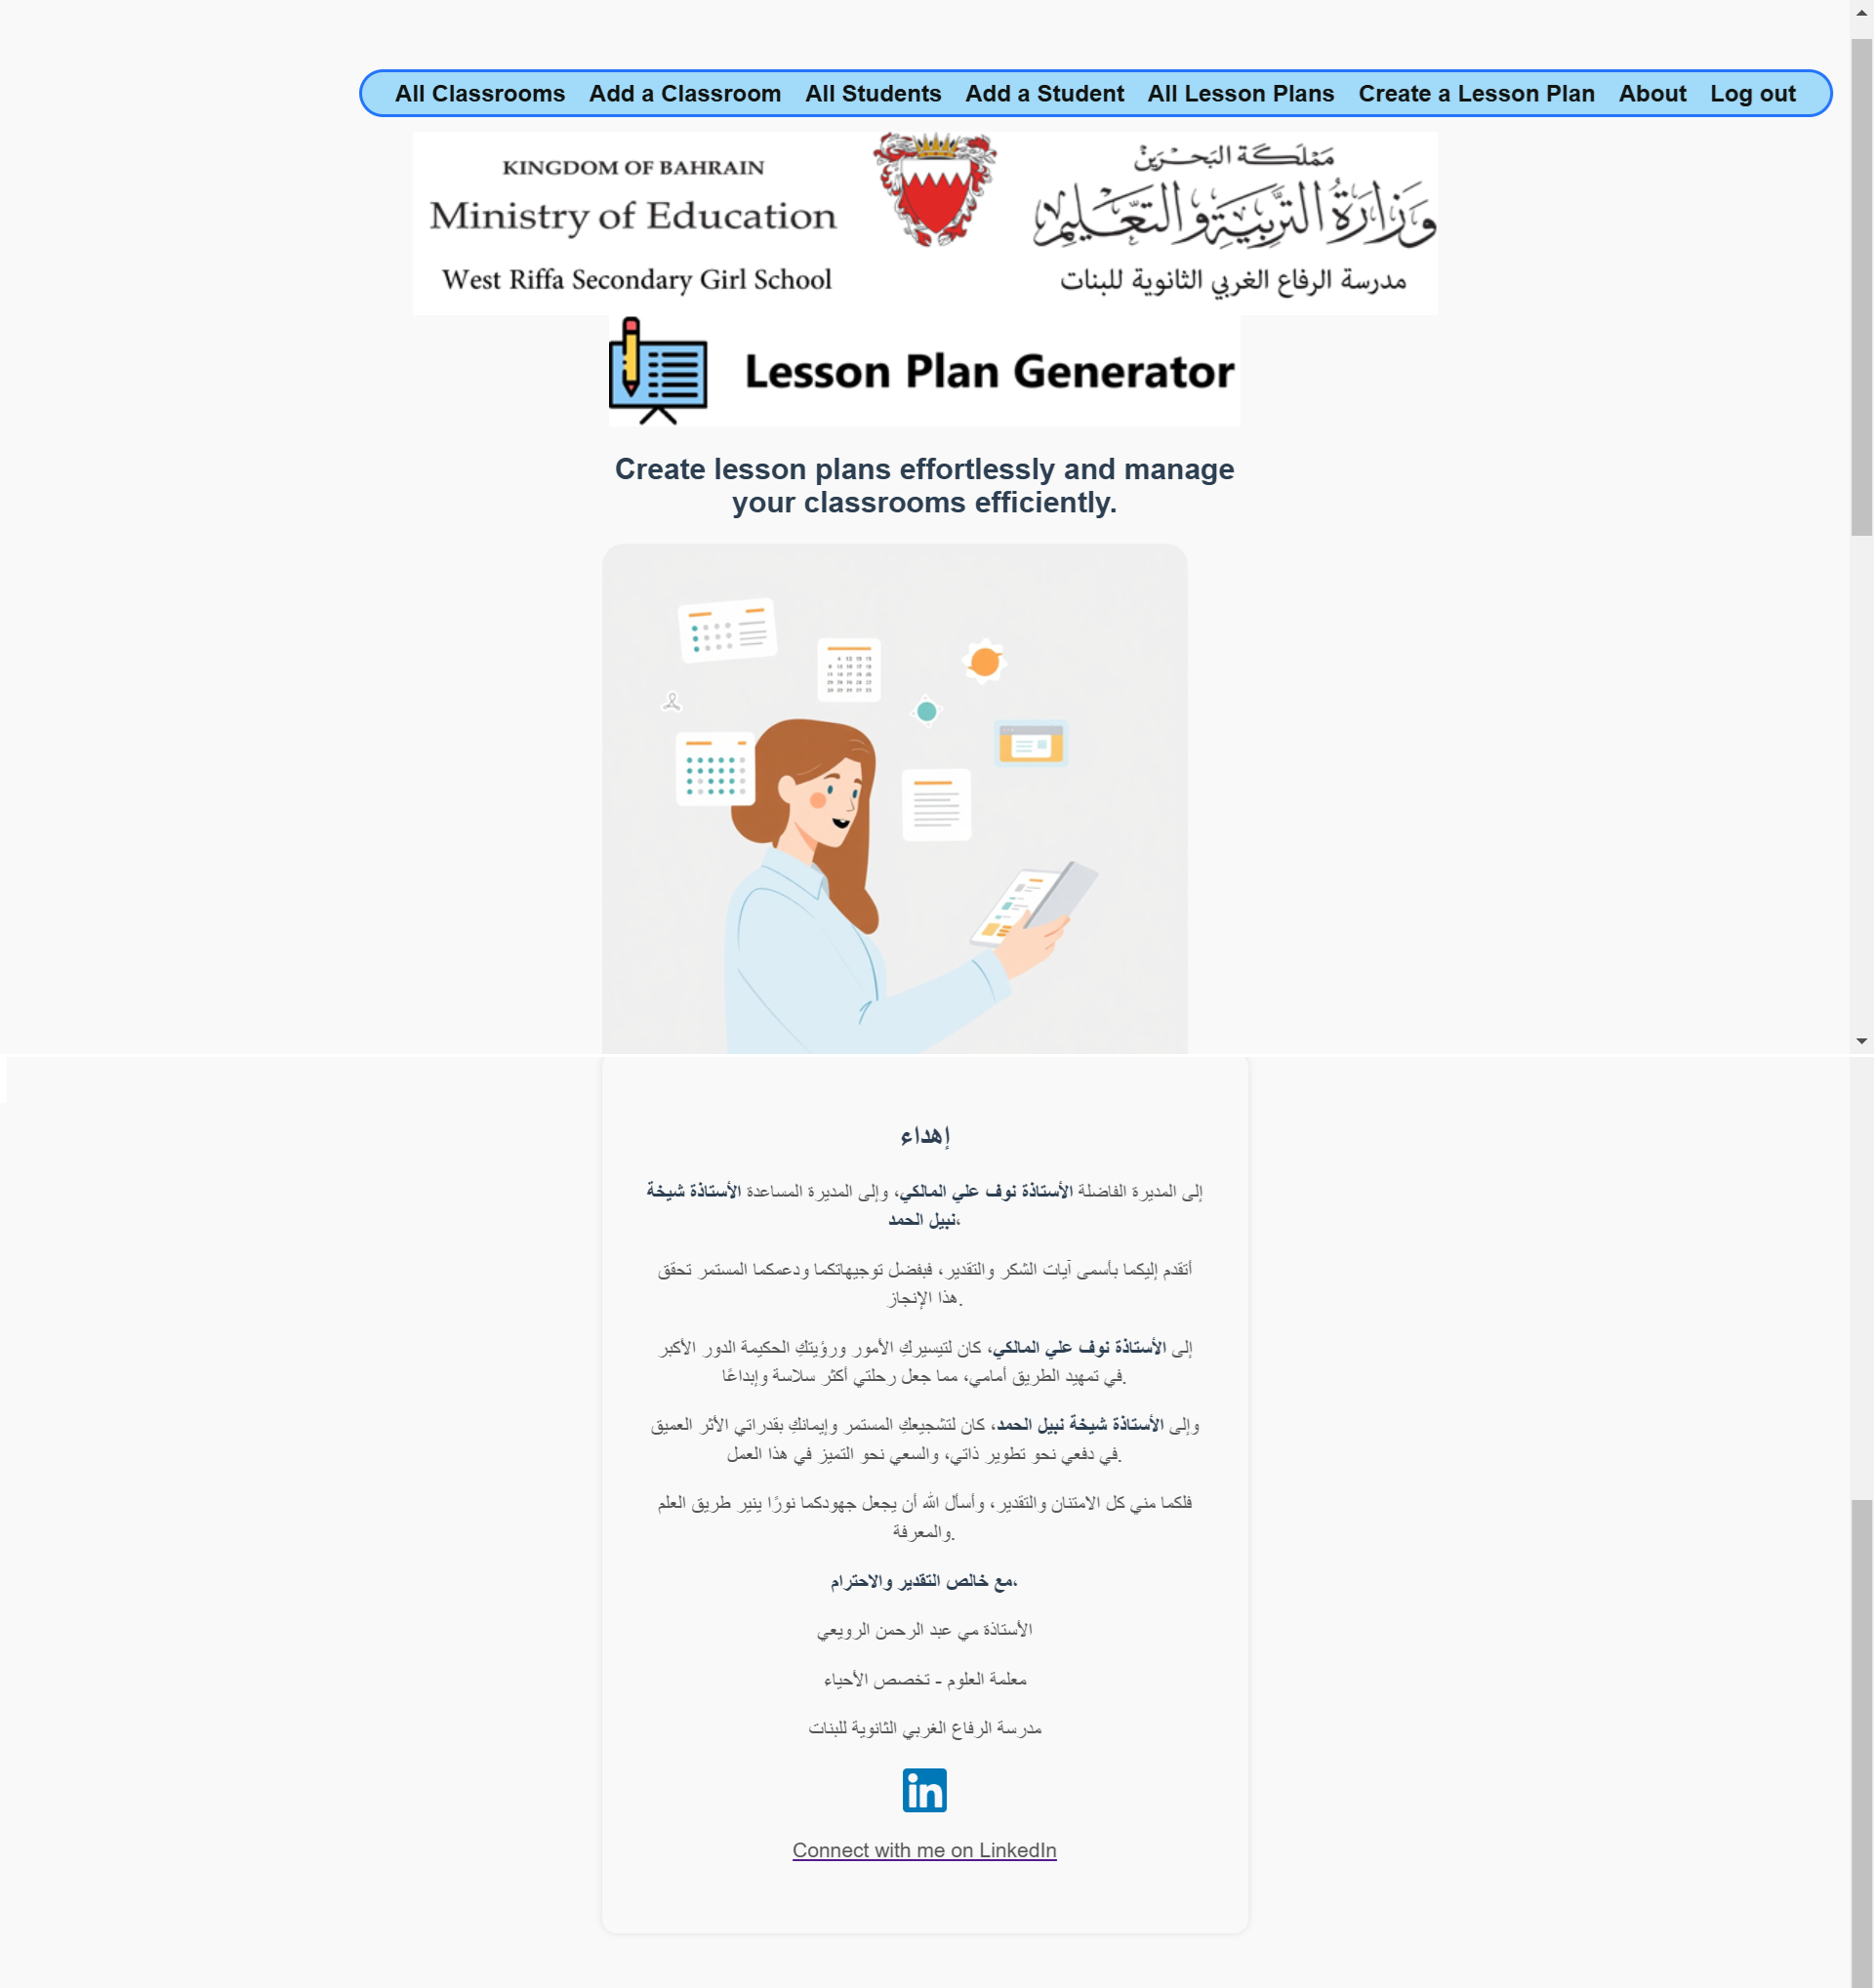 All Classrooms Add a Classroom All Students Add a Student All Lesson Plans Create a Lesson Plan About Log out
KINGDOM OF BAHRAIN
Ministry of Education
West Riffa Secondary Girl School
مملكة البحرين
وزارة التربية والتعليم
مدرسة الرفاع الغربي الثانوية للبنات
Lesson Plan Generator
Create lesson plans effortlessly and manage
your classrooms efficiently.
إهداء
إلى المديرة الفاضلة الأستاذة نوف علي المالكي، وإلى المديرة المساعدة الأستاذة شيخة
نبيل الحمد،
أتقدم إليكما بأسمى آيات الشكر والتقدير، فبفضل توجيهاتكما ودعمكما المستمر تحقق
هذا الإنجاز.
إلى الأستاذة نوف علي المالكي، كان لتيسيركِ الأمور ورؤيتكِ الحكيمة الدور الأكبر
في تمهيد الطريق أمامي، مما جعل رحلتي أكثر سلاسة وإبداعًا.
وإلى الأستاذة شيخة نبيل الحمد، كان لتشجيعكِ المستمر وإيمانكِ بقدراتي الأثر العميق
في دفعي نحو تطوير ذاتي، والسعي نحو التميز في هذا العمل.
فلكما مني كل الامتنان والتقدير، وأسأل الله أن يجعل جهودكما نورًا ينير طريق العلم
والمعرفة.
مع خالص التقدير والاحترام،
الأستاذة مي عبد الرحمن الرويعي
معلمة العلوم - تخصص الأحياء
مدرسة الرفاع الغربي الثانوية للبنات
in
Connect with me on LinkedIn